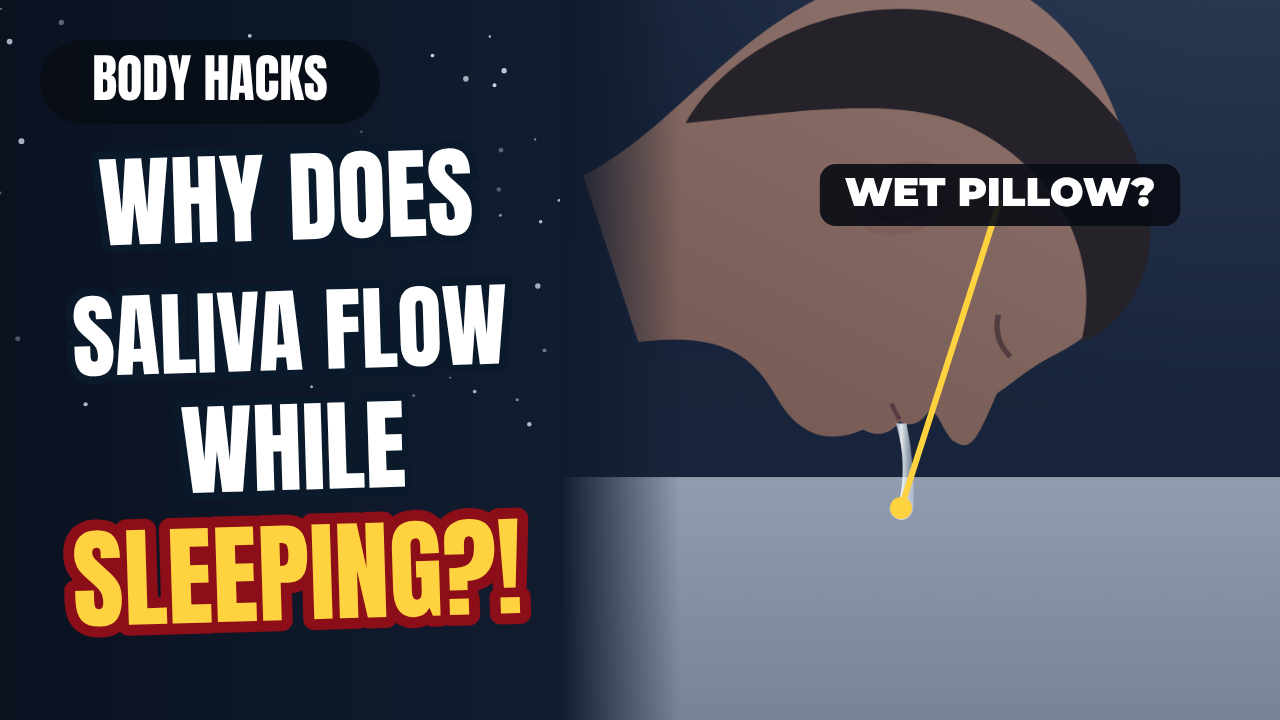 BODY HACKS
WHY DOES
SALIVA FLOW
WHILE
SLEEPING?!
WET PILLOW?